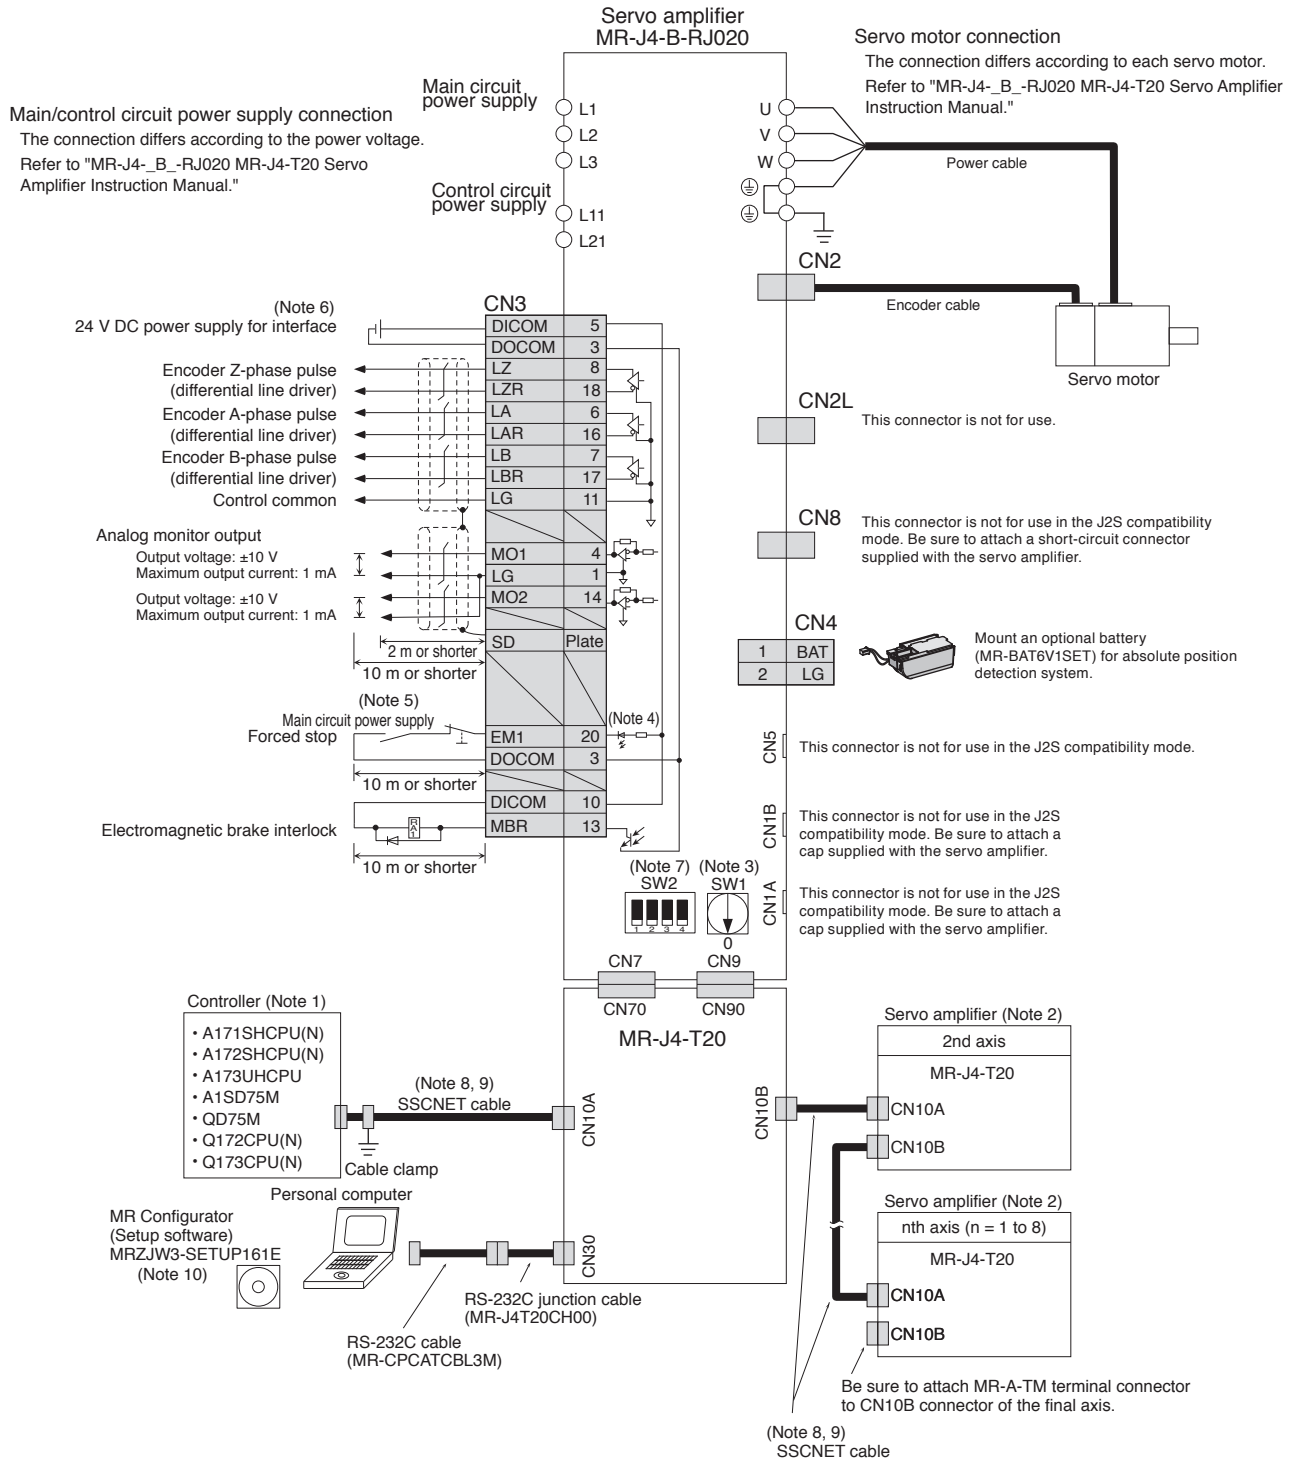 Servo amplifier
MR-J4-B-RJ020
Servo motor connection
The connection differs according to each servo motor.
Refer to "MR-J4-_B_-RJ020 MR-J4-T20 Servo Amplifier
Instruction Manual."
Main/control circuit power supply connection
The connection differs according to the power voltage.
Refer to "MR-J4-_B_-RJ020 MR-J4-T20 Servo
Amplifier Instruction Manual."
Main circuit
power supply
L1
L2
L3
Control circuit
power supply
L11
L21
U
V
W
Power cable
CN2
Encoder cable
Servo motor
CN2L
This connector is not for use.
CN8
This connector is not for use in the J2S compatibility
mode. Be sure to attach a short-circuit connector
supplied with the servo amplifier.
CN4
1 BAT
2 LG
Mount an optional battery
(MR-BAT6V1SET) for absolute position
detection system.
CN5
This connector is not for use in the J2S compatibility mode.
CN1B
This connector is not for use in the J2S
compatibility mode. Be sure to attach a
cap supplied with the servo amplifier.
CN1A
This connector is not for use in the J2S
compatibility mode. Be sure to attach a
cap supplied with the servo amplifier.
CN3
(Note 6)
24 V DC power supply for interface
DICOM 5
DOCOM 3
Encoder Z-phase pulse
(differential line driver)
LZ 8
LZR 18
Encoder A-phase pulse
(differential line driver)
LA 6
LAR 16
Encoder B-phase pulse
(differential line driver)
LB 7
LBR 17
Control common
LG 11
Analog monitor output
Output voltage: ±10 V
Maximum output current: 1 mA
Output voltage: ±10 V
Maximum output current: 1 mA
MO1 4
LG 1
MO2 14
SD Plate
2 m or shorter
10 m or shorter
(Note 5)
Main circuit power supply
Forced stop
(Note 4)
EM1 20
DOCOM 3
10 m or shorter
DICOM 10
Electromagnetic brake interlock
RA1
MBR 13
10 m or shorter
(Note 7) (Note 3)
SW2 SW1
1 2 3 4
0
CN7 CN9
CN70 CN90
MR-J4-T20
Controller (Note 1)
• A171SHCPU(N)
• A172SHCPU(N)
• A173UHCPU
• A1SD75M
• QD75M
• Q172CPU(N)
• Q173CPU(N)
(Note 8, 9)
SSCNET cable
Cable clamp
CN10A
CN10B
Servo amplifier (Note 2)
2nd axis
MR-J4-T20
CN10A
CN10B
Servo amplifier (Note 2)
nth axis (n = 1 to 8)
MR-J4-T20
CN10A
CN10B
Be sure to attach MR-A-TM terminal connector
to CN10B connector of the final axis.
(Note 8, 9)
SSCNET cable
Personal computer
MR Configurator
(Setup software)
MRZJW3-SETUP161E
(Note 10)
CN30
RS-232C junction cable
(MR-J4T20CH00)
RS-232C cable
(MR-CPCATCBL3M)